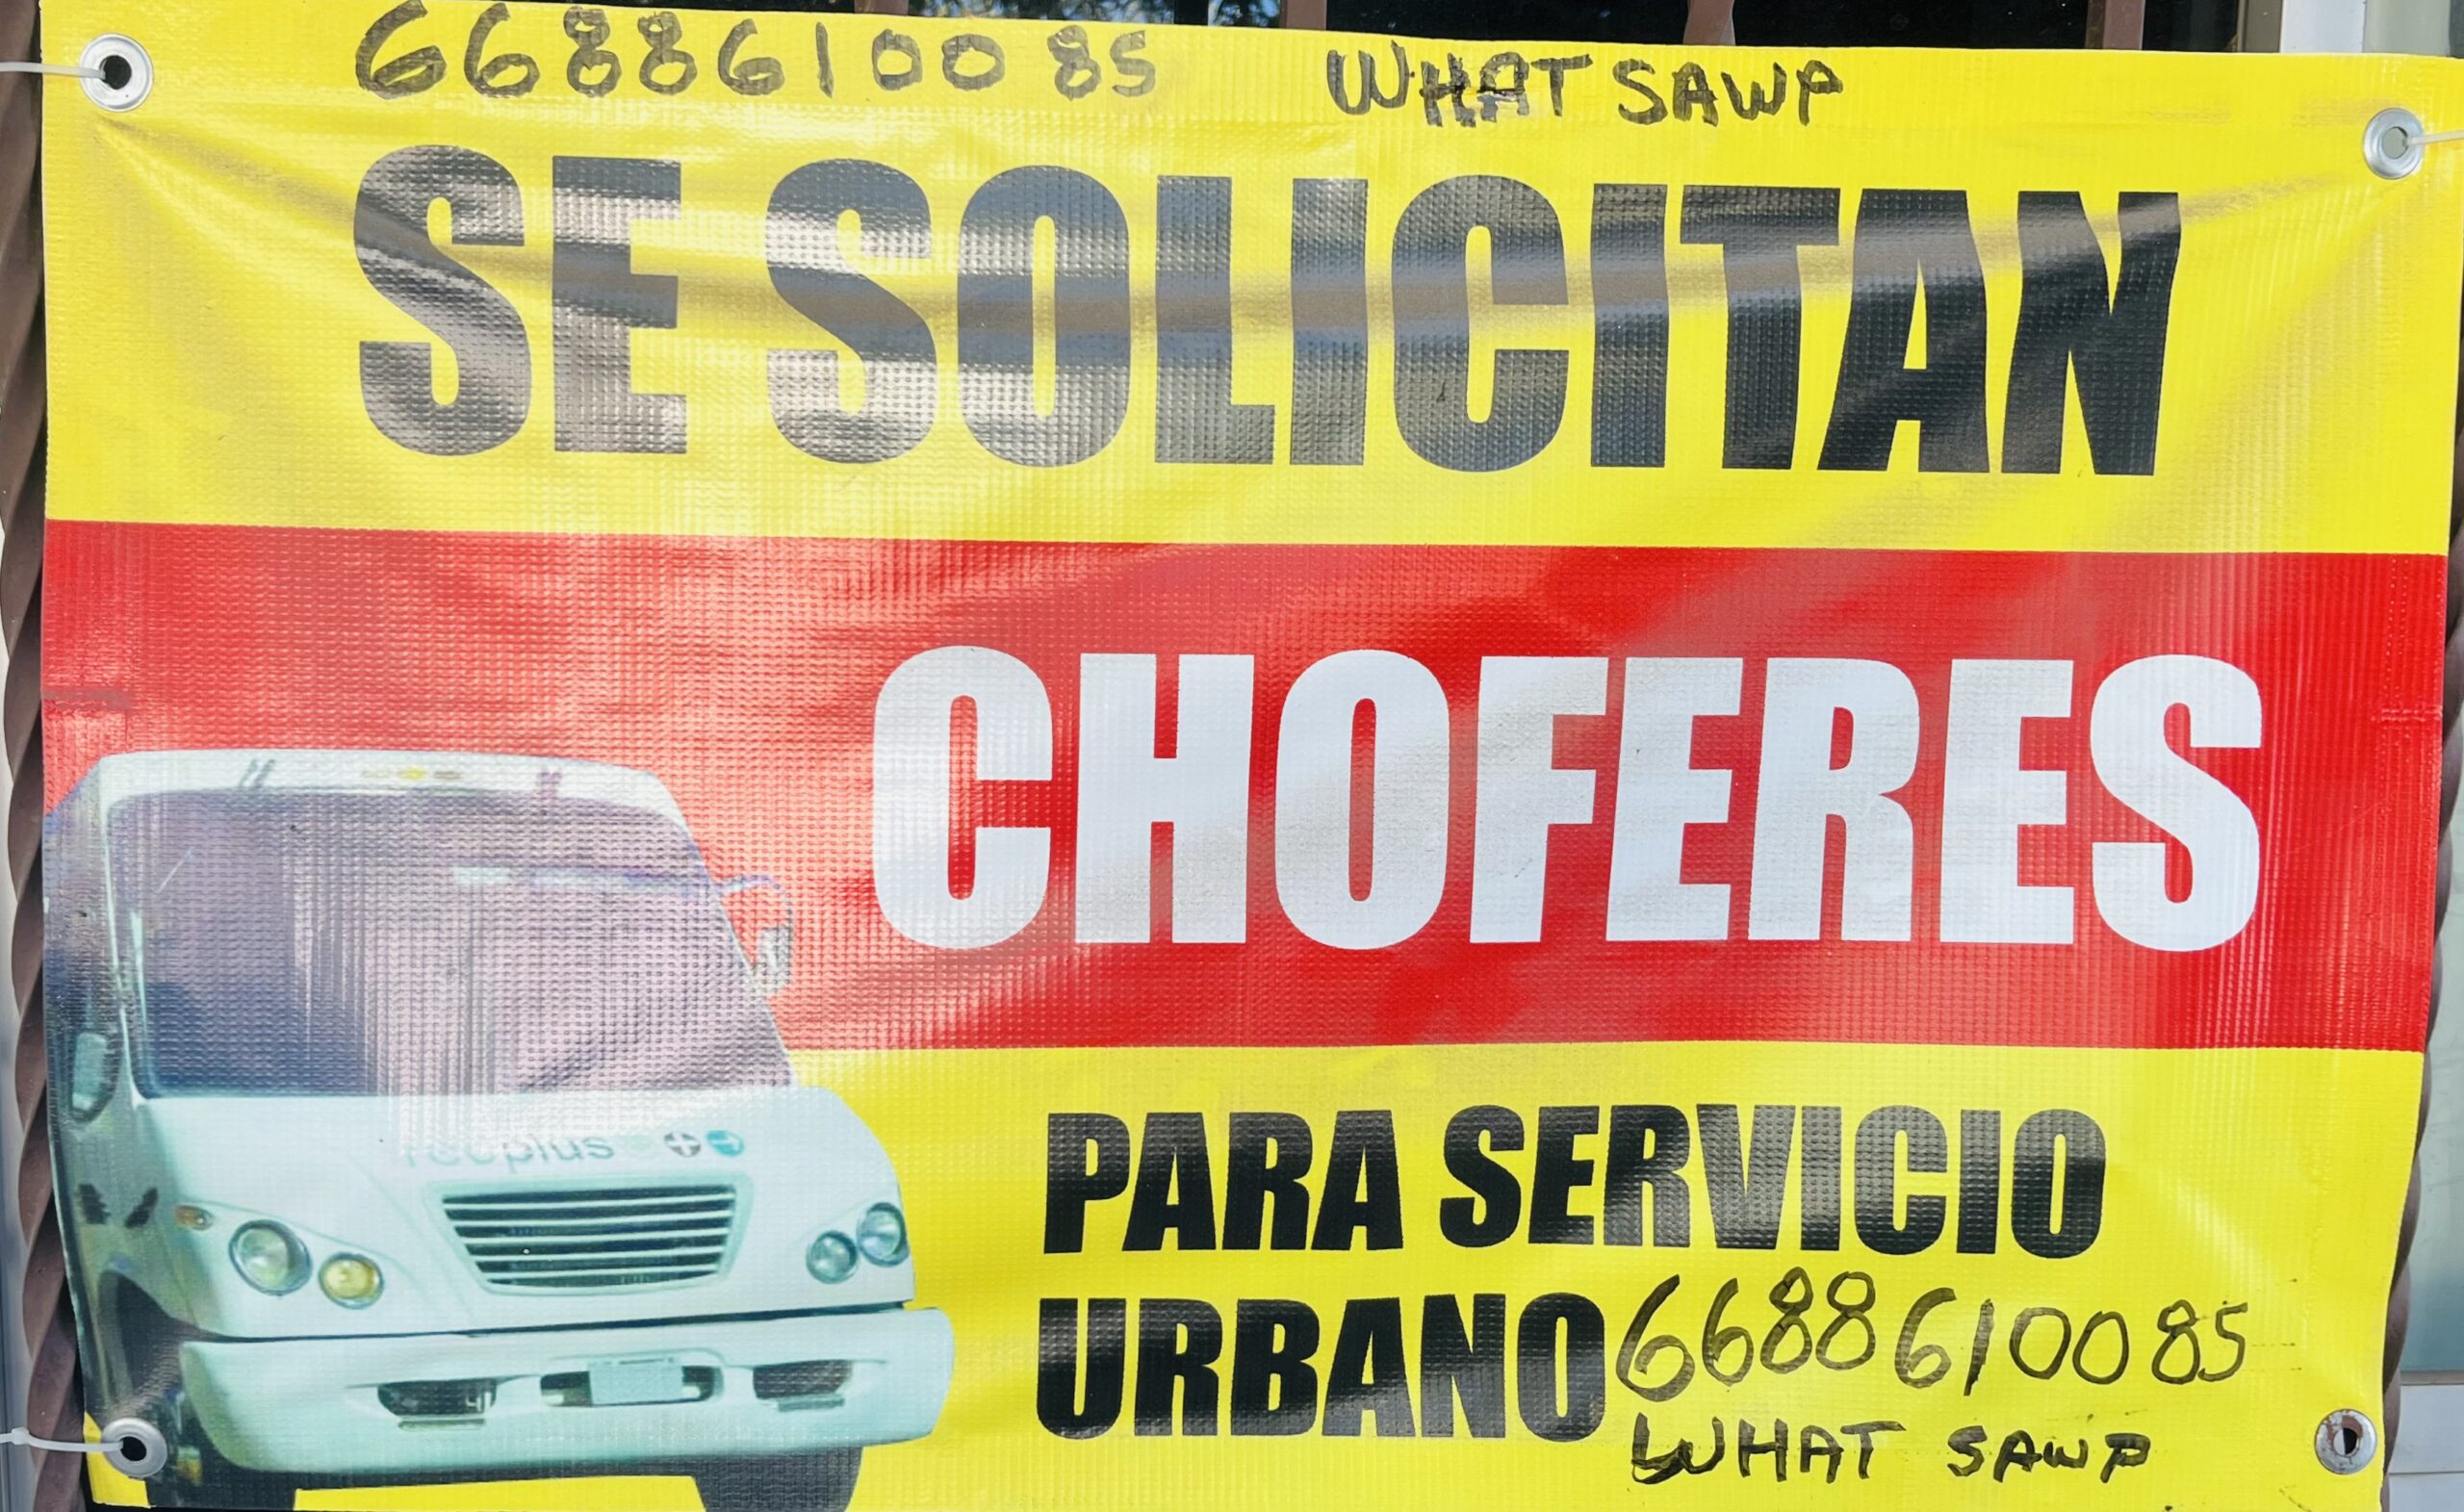 6688610085 WHATSAWP
SE SOLICITAN
CHOFERES
PARA SERVICIO
URBANO 6688610085
WHAT SAWP